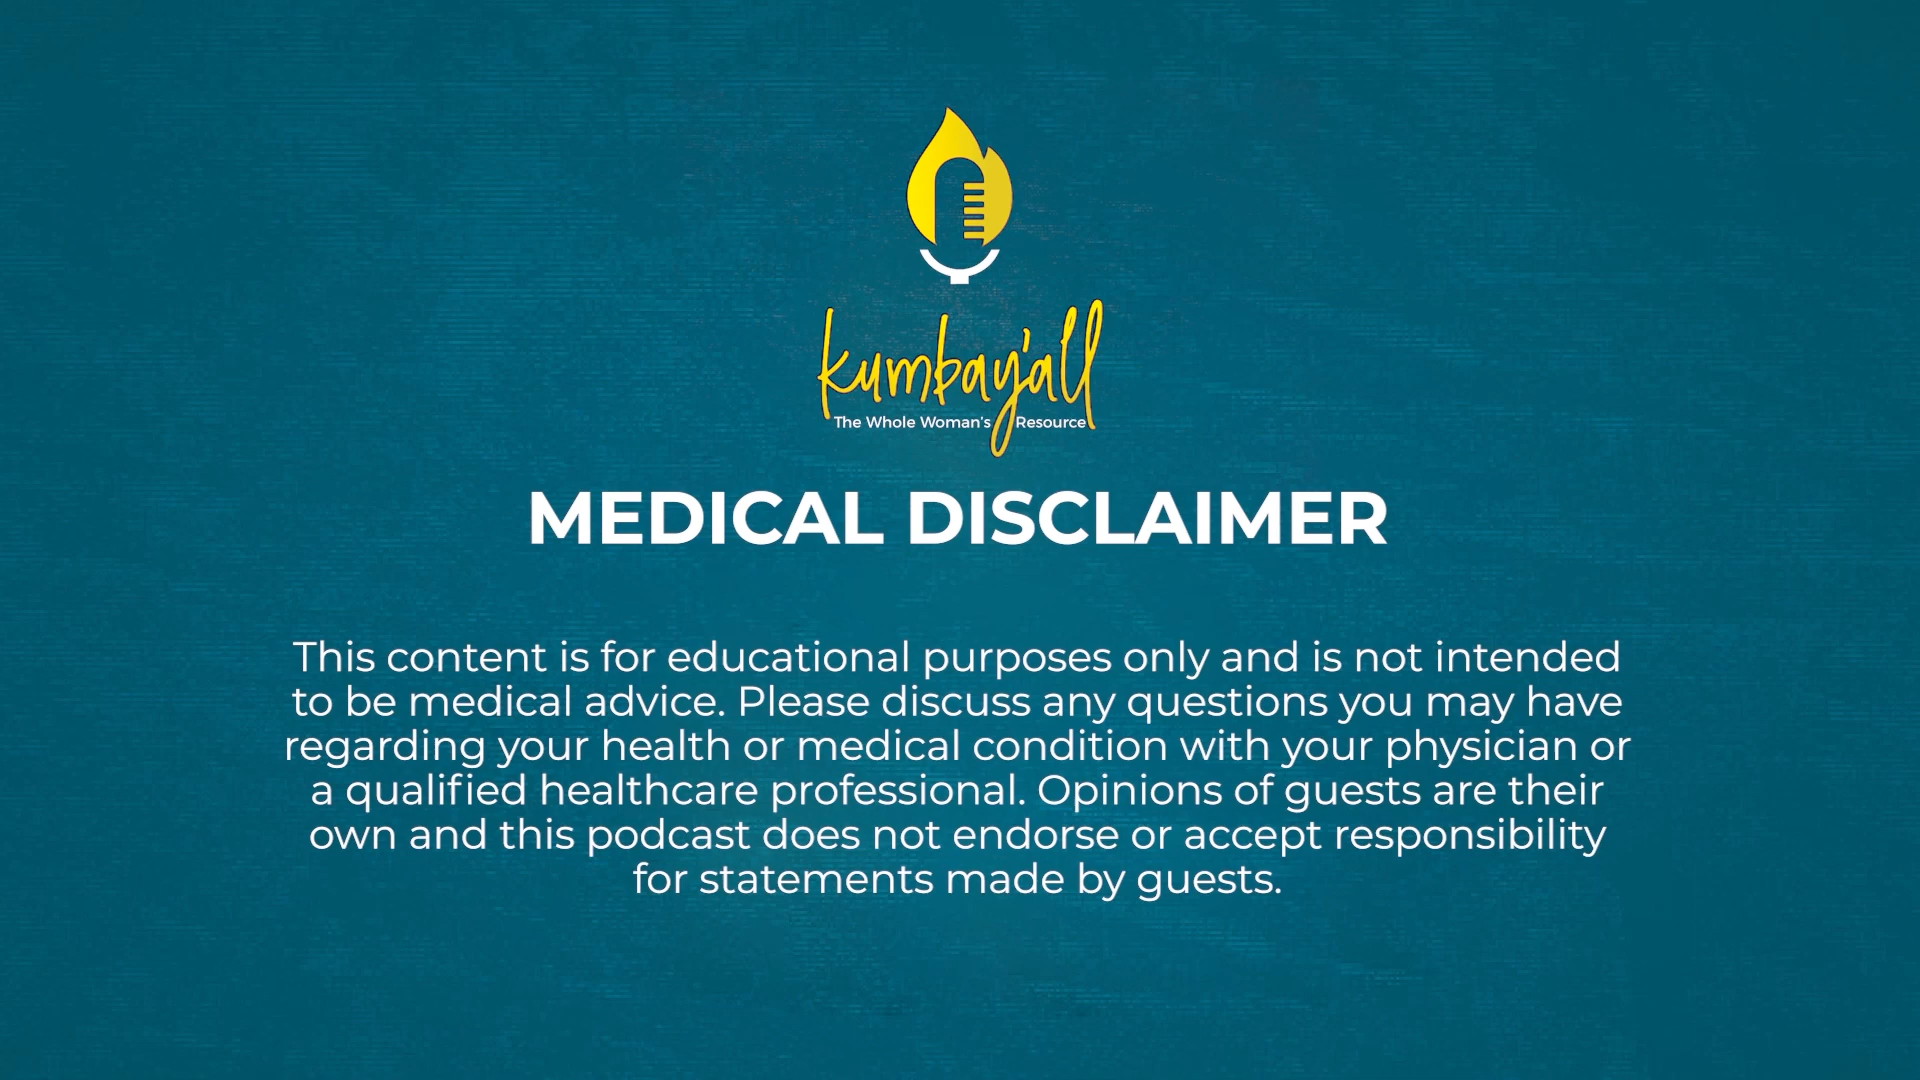 kumbay'all
The Whole Woman's Resource
MEDICAL DISCLAIMER
This content is for educational purposes only and is not intended
to be medical advice. Please discuss any questions you may have
regarding your health or medical condition with your physician or
a qualified healthcare professional. Opinions of guests are their
own and this podcast does not endorse or accept responsibility
for statements made by guests.